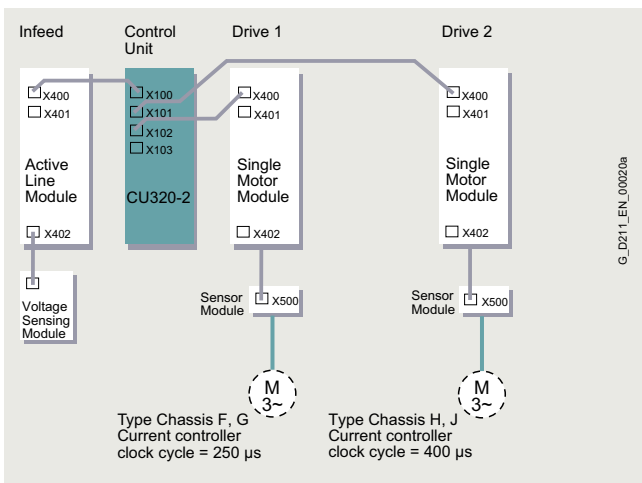 Infeed
Control
Unit
Drive 1
Drive 2
X400
X401
Active
Line
Module
X402
Voltage
Sensing
Module
X100
X101
X102
X103
CU320-2
X400
X401
Single
Motor
Module
X402
Sensor
Module
X500
M
3~
Type Chassis F, G
Current controller
clock cycle = 250 µs
X400
X401
Single
Motor
Module
X402
Sensor
Module
X500
M
3~
Type Chassis H, J
Current controller
clock cycle = 400 µs
G_D211_EN_00020a